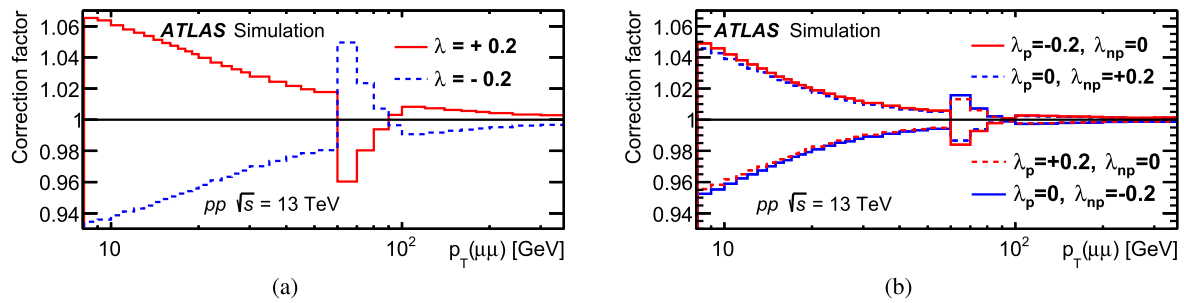 Correction factor
1.06
1.04
1.02
1
0.98
0.96
0.94
ATLAS Simulation
λ = + 0.2
λ = - 0.2
pp √s = 13 TeV
10
10²
p_T(μμ) [GeV]
(a)
Correction factor
1.06
1.04
1.02
1
0.98
0.96
0.94
ATLAS Simulation
λ_p=-0.2, λ_np=0
λ_p=0, λ_np=+0.2
λ_p=+0.2, λ_np=0
λ_p=0, λ_np=-0.2
pp √s = 13 TeV
10
10²
p_T(μμ) [GeV]
(b)